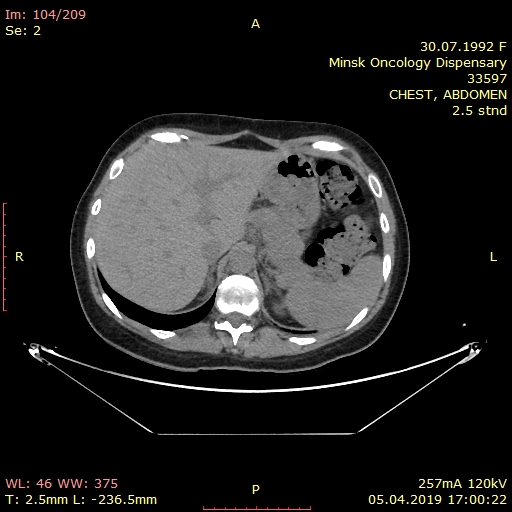 Im: 104/209
Se: 2
A
30.07.1992 F
Minsk Oncology Dispensary
33597
CHEST, ABDOMEN
2.5 stnd
R
L
WL: 46 WW: 375
T: 2.5mm L: -236.5mm
P
257mA 120kV
05.04.2019 17:00:22